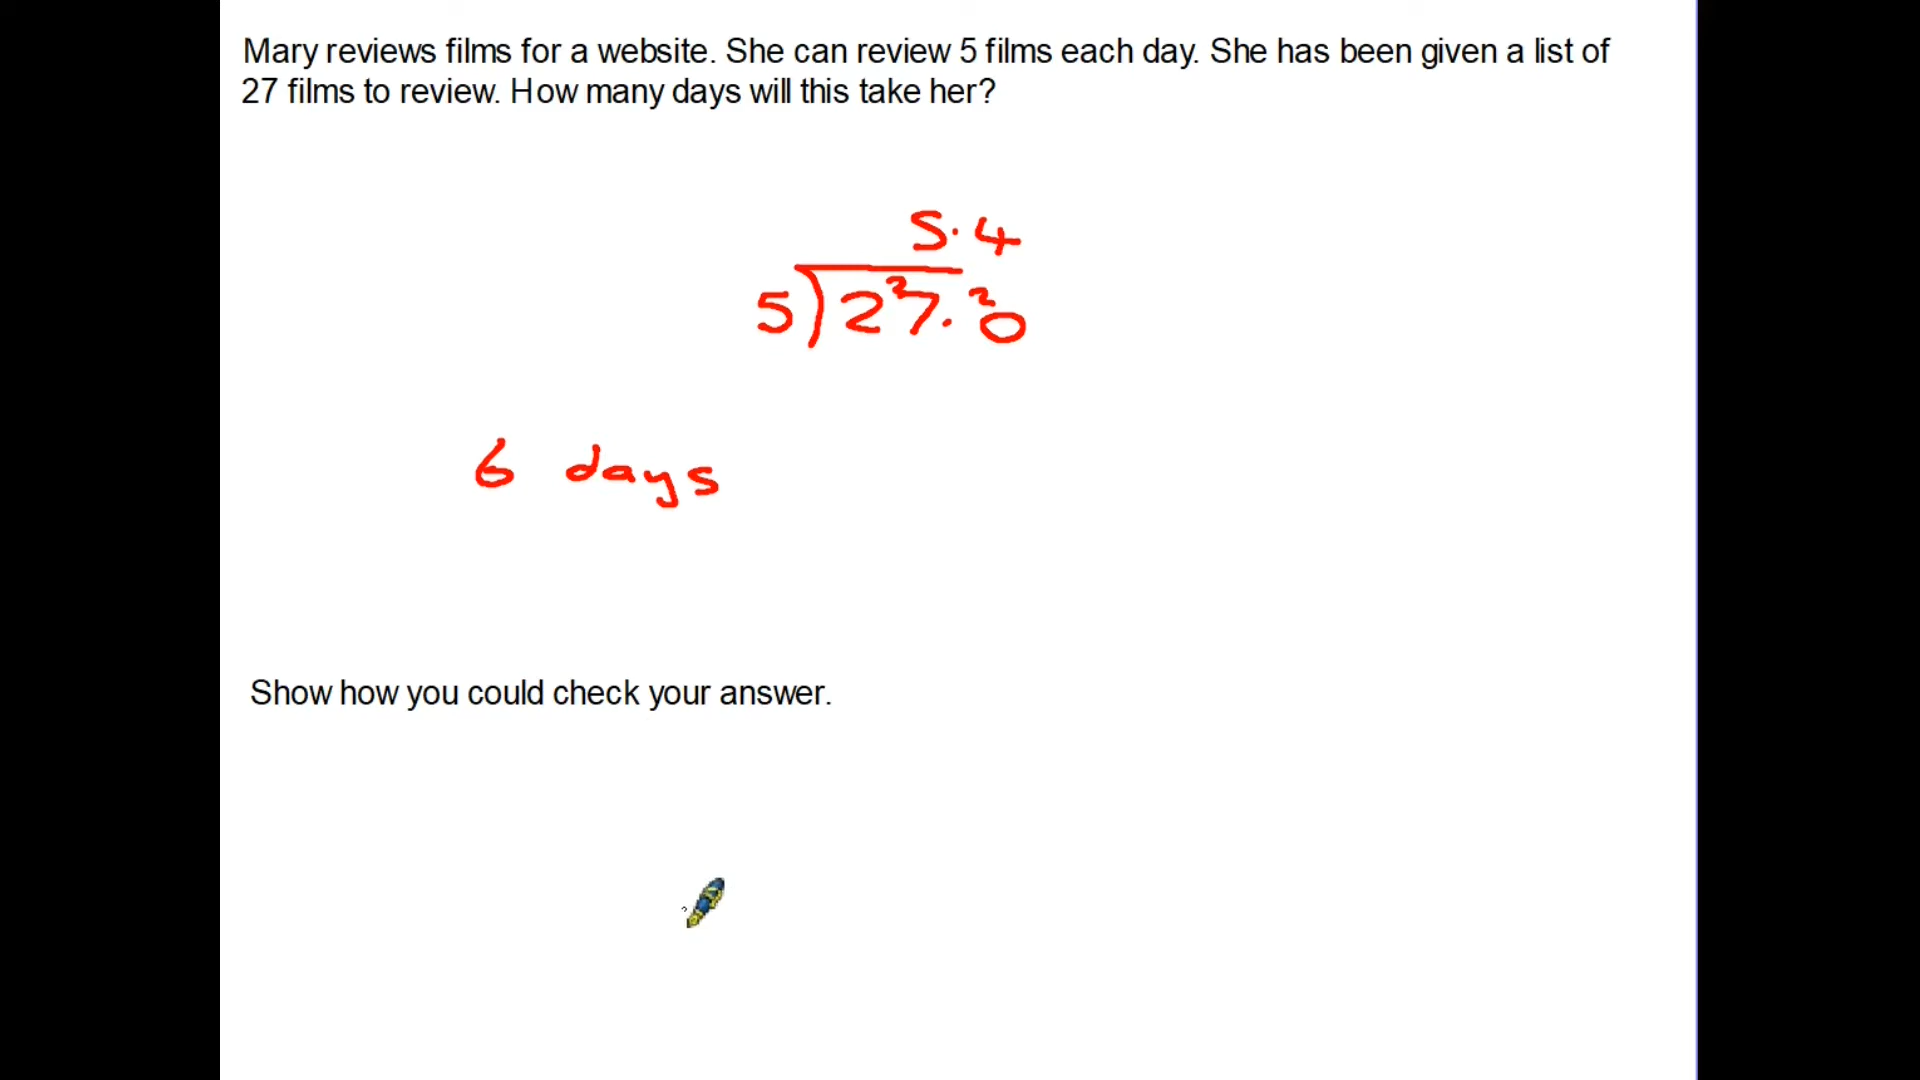 Mary reviews films for a website. She can review 5 films each day. She has been given a list of
27 films to review. How many days will this take her?
5.4
5)2²7.²0
6 days
Show how you could check your answer.